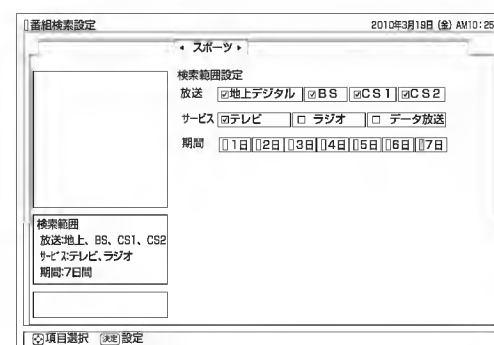 番組検索設定 2010年3月19日 (金) AM10:25
スポーツ
検索範囲設定
放送 ☑地上デジタル ☑BS ☑CS1 ☑CS2
サービス ☑テレビ □ ラジオ □ データ放送
期間 1日 2日 3日 4日 5日 6日 7日
検索範囲
放送:地上、BS、CS1、CS2
サービス:テレビ、ラジオ
期間:7日間
項目選択 決定 設定